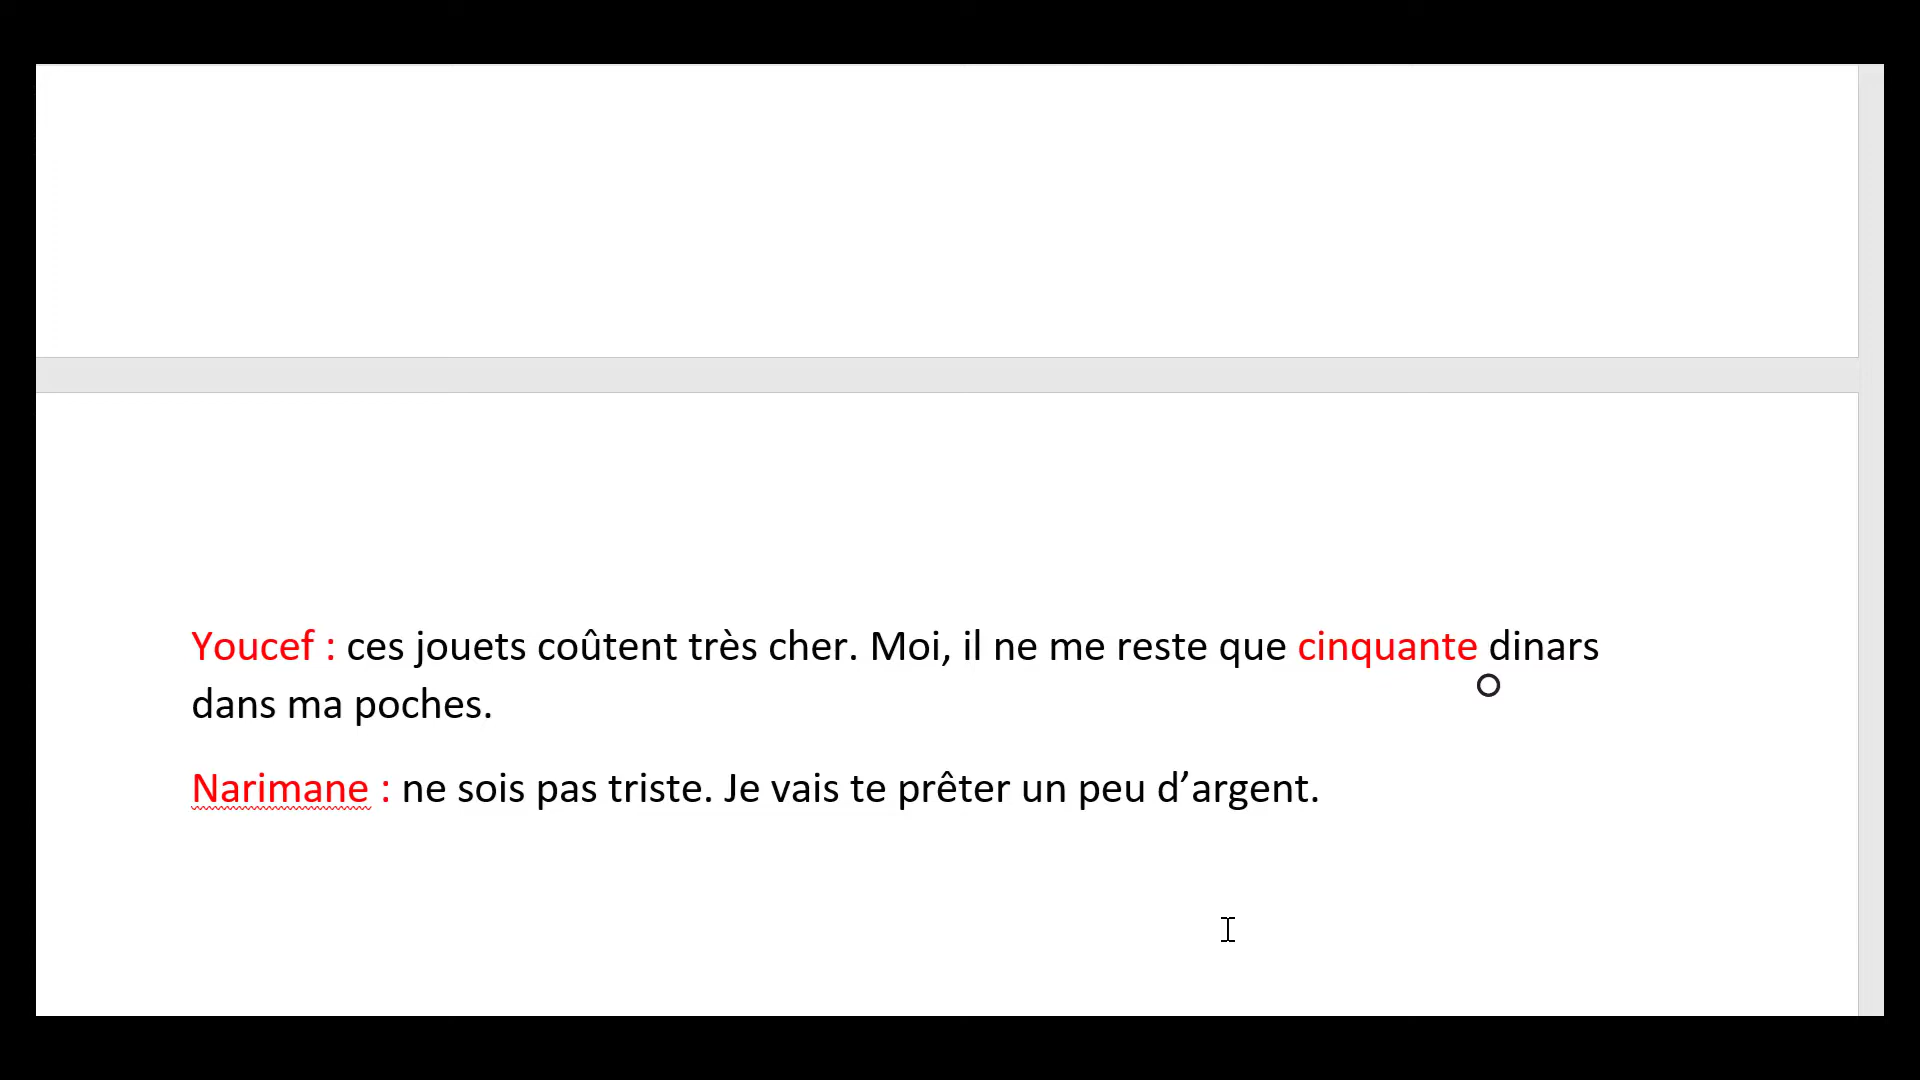 Youcef : ces jouets coûtent très cher. Moi, il ne me reste que cinquante dinars
dans ma poches.
Narimane : ne sois pas triste. Je vais te prêter un peu d’argent.